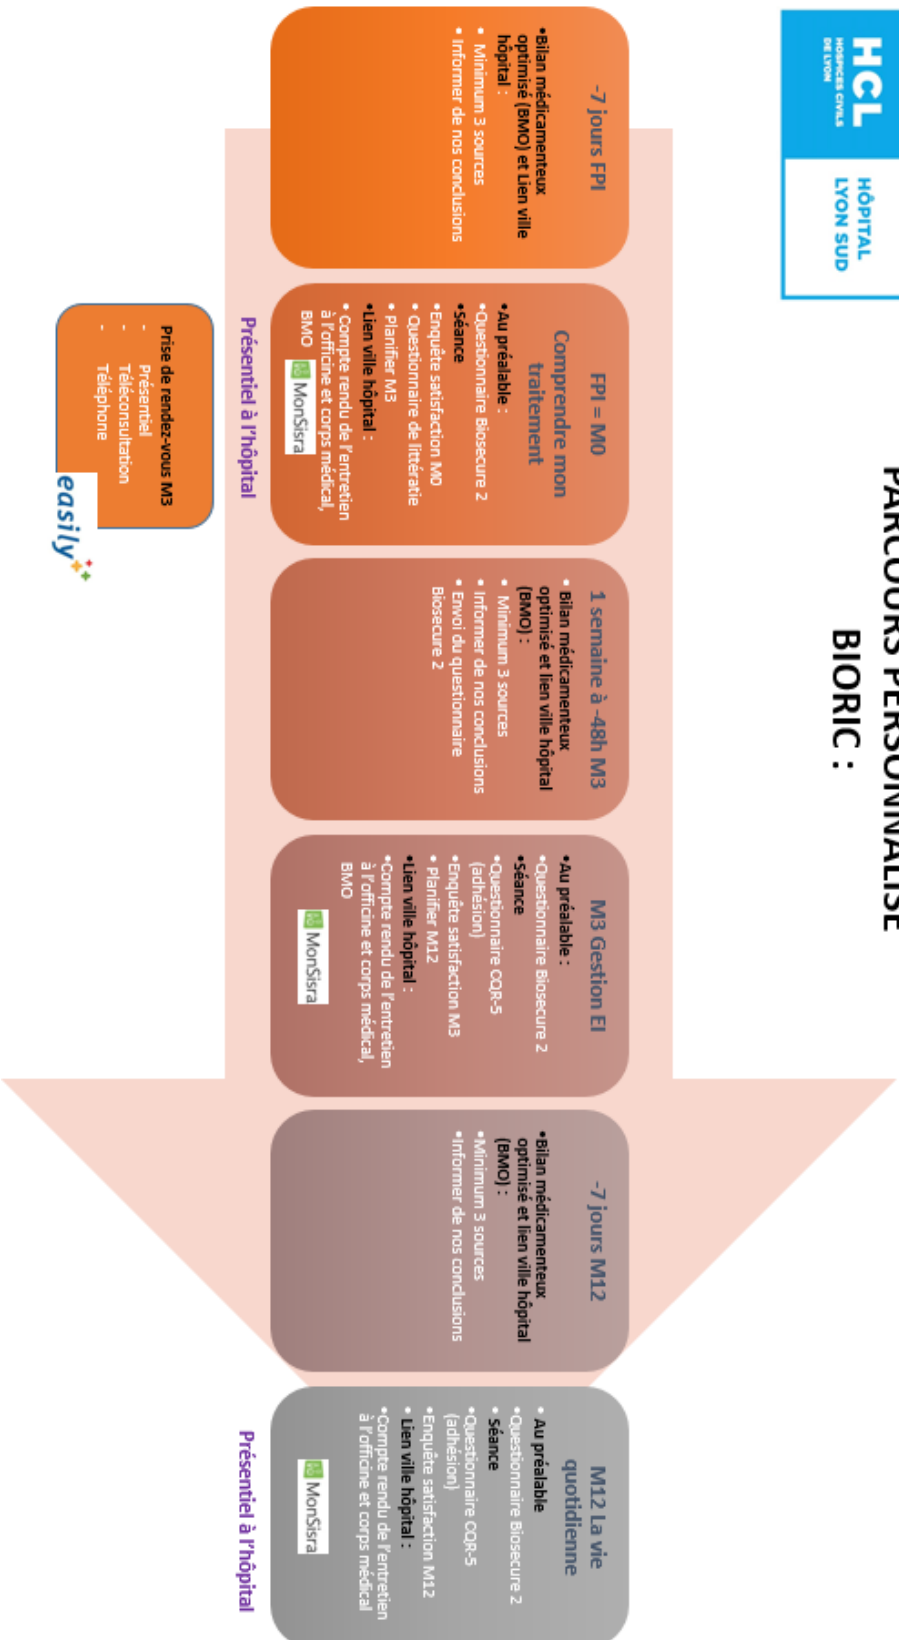 HCL
HOSPICES CIVILS
DE LYON
HÔPITAL
LYON SUD
PARCOURS PERSONNALISÉ
BIORIC :
-7 jours FPI
•Bilan médicamenteux
optimisé (BMO) et Lien ville
hôpital :
• Minimum 3 sources
• Informer de nos conclusions
FPI = M0
Comprendre mon
traitement
•Au préalable :
•Questionnaire Biosecure 2
•Séance
•Enquête satisfaction M0
• Questionnaire de littératie
• Planifier M3
•Lien ville hôpital :
• Compte rendu de l'entretien
à l'officine et corps médical,
BMO
MonSisra
Présentiel à l'hôpital
Prise de rendez-vous M3
- Présentiel
- Téléconsultation
- Téléphone
easily
1 semaine à -48h M3
• Bilan médicamenteux
optimisé et lien ville hôpital
(BMO) :
• Minimum 3 sources
• Informer de nos conclusions
• Envoi du questionnaire
Biosecure 2
M3 Gestion EI
•Au préalable :
•Questionnaire Biosecure 2
•Séance
•Questionnaire CQR-5
(adhésion)
•Enquête satisfaction M3
• Planifier M12
•Lien ville hôpital :
•Compte rendu de l'entretien
à l'officine et corps médical,
BMO
MonSisra
-7 jours M12
•Bilan médicamenteux
optimisé et lien ville hôpital
(BMO) :
•Minimum 3 sources
•Informer de nos conclusions
M12 La vie
quotidienne
• Au préalable
•Questionnaire Biosecure 2
• Séance
•Questionnaire CQR-5
(adhésion)
•Enquête satisfaction M12
• Lien ville hôpital :
•Compte rendu de l'entretien
à l'officine et corps médical
MonSisra
Présentiel à l'hôpital